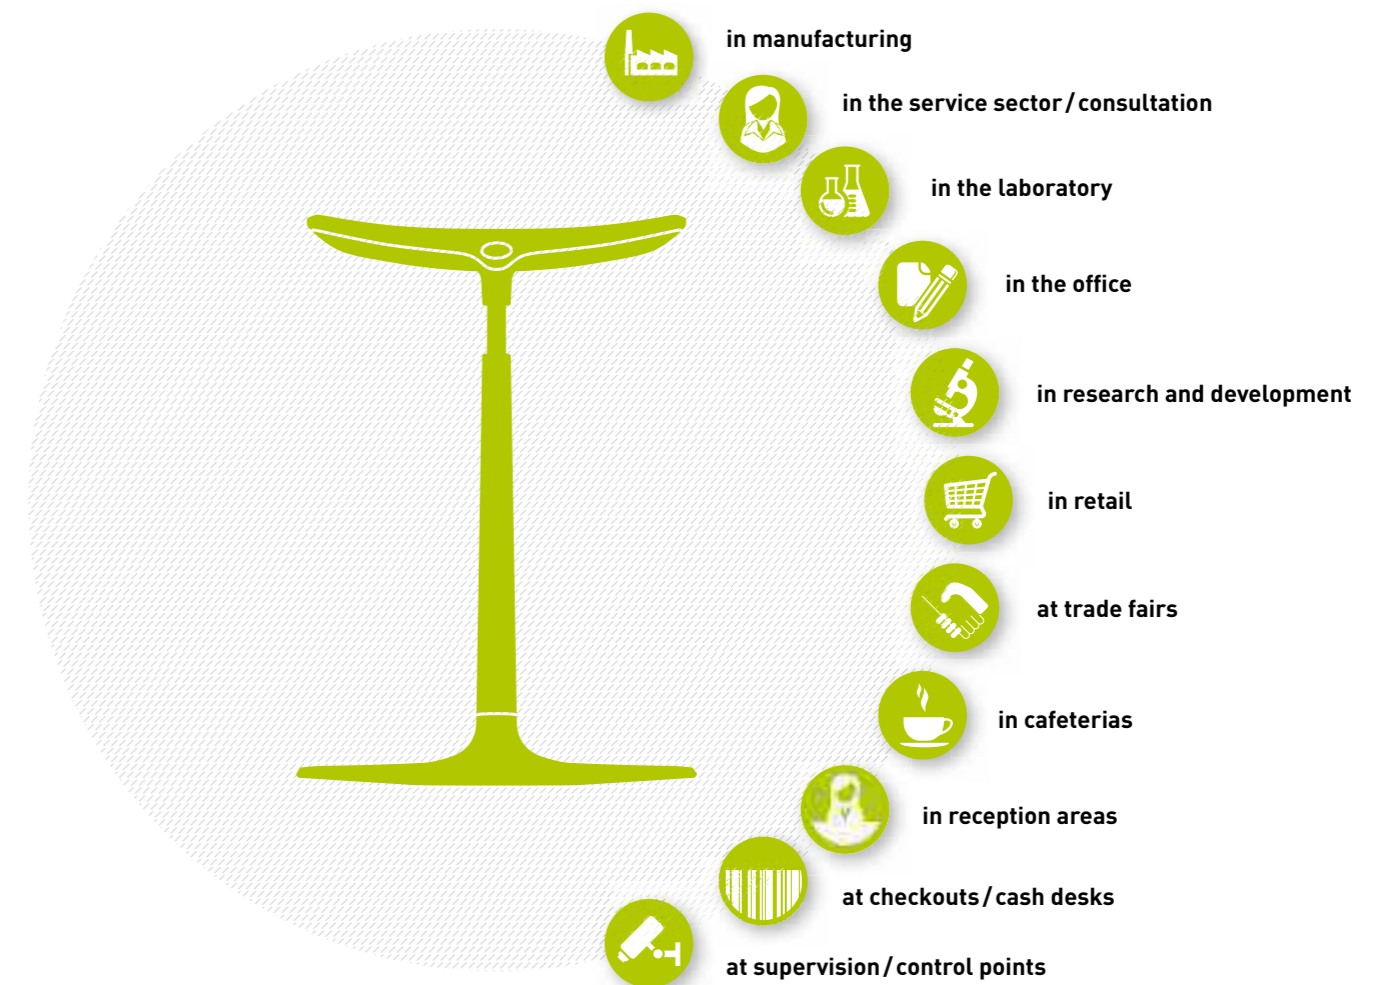 in manufacturing
in the service sector/consultation
in the laboratory
in the office
in research and development
in retail
at trade fairs
in cafeterias
in reception areas
at checkouts/cash desks
at supervision/control points